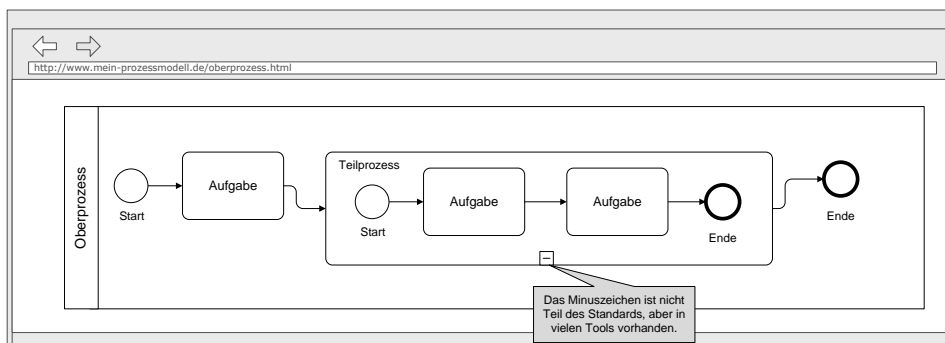 http://www.mein-prozessmodell.de/oberprozess.html
Oberprozess
Start
Aufgabe
Teilprozess
Start
Aufgabe
Aufgabe
Ende
Ende
Das Minuszeichen ist nicht
Teil des Standards, aber in
vielen Tools vorhanden.